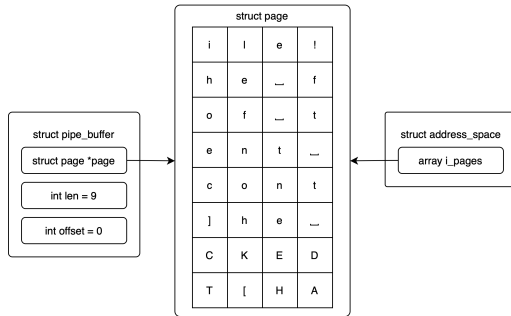 struct page
i l e !
h e ⎵ f
o f ⎵ t
e n t ⎵
c o n t
] h e ⎵
C K E D
T [ H A
struct pipe_buffer
struct page *page
int len = 9
int offset = 0
struct address_space
array i_pages